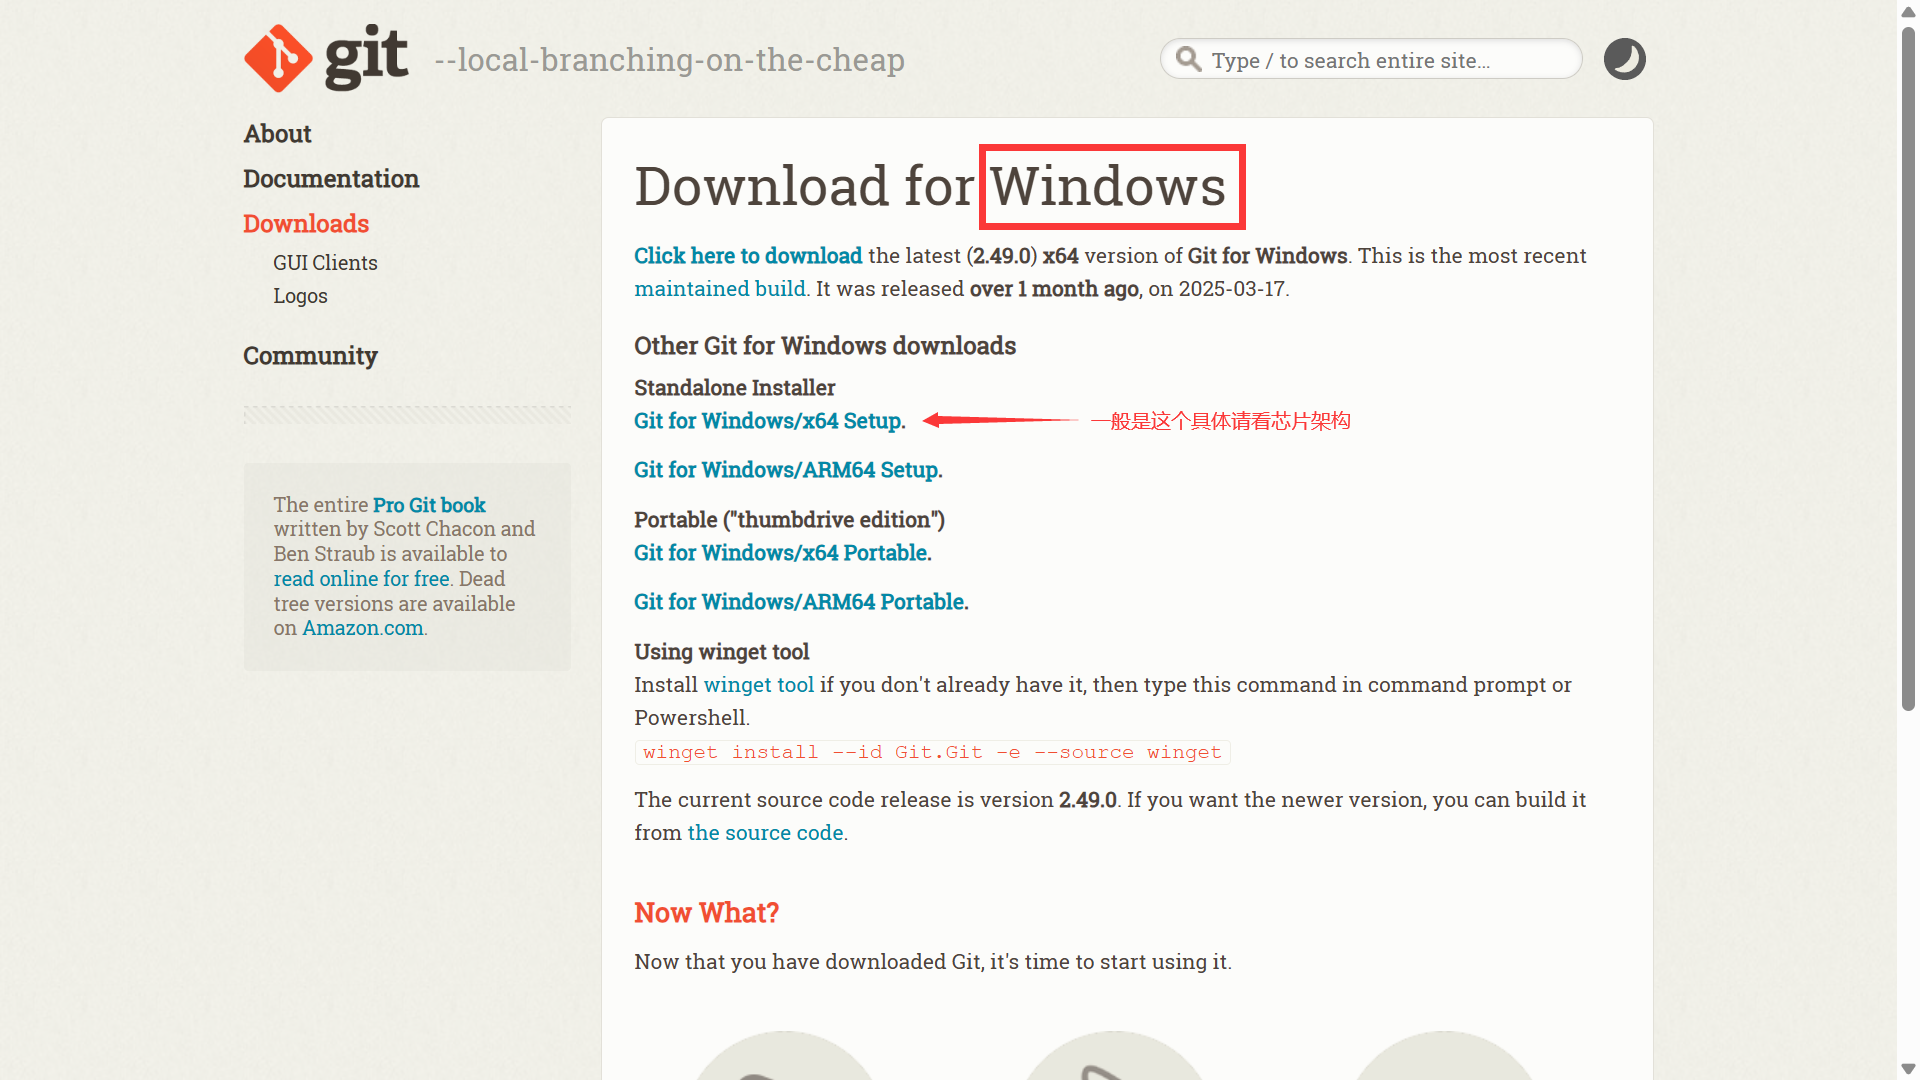 git --local-branching-on-the-cheap
Type / to search entire site...
About
Documentation
Downloads
GUI Clients
Logos
Community
The entire Pro Git book
written by Scott Chacon and
Ben Straub is available to
read online for free. Dead
tree versions are available
on Amazon.com.
Download for Windows
Click here to download the latest (2.49.0) x64 version of Git for Windows. This is the most recent
maintained build. It was released over 1 month ago, on 2025-03-17.
Other Git for Windows downloads
Standalone Installer
Git for Windows/x64 Setup. 一般是这个具体请看芯片架构
Git for Windows/ARM64 Setup.
Portable ("thumbdrive edition")
Git for Windows/x64 Portable.
Git for Windows/ARM64 Portable.
Using winget tool
Install winget tool if you don't already have it, then type this command in command prompt or
Powershell.
winget install --id Git.Git -e --source winget
The current source code release is version 2.49.0. If you want the newer version, you can build it
from the source code.
Now What?
Now that you have downloaded Git, it's time to start using it.